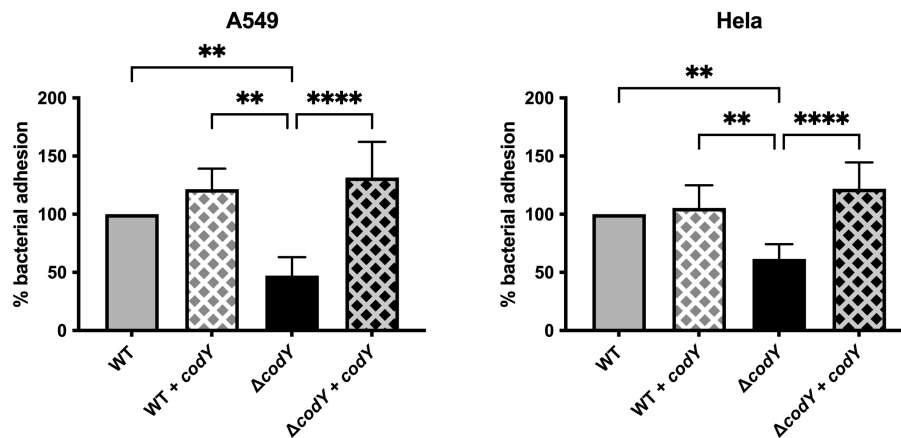 A549
**
** ****
% bacterial adhesion
200
150
100
50
0
WT
WT + codY
ΔcodY
ΔcodY + codY
Hela
**
** ****
% bacterial adhesion
200
150
100
50
0
WT
WT + codY
ΔcodY
ΔcodY + codY